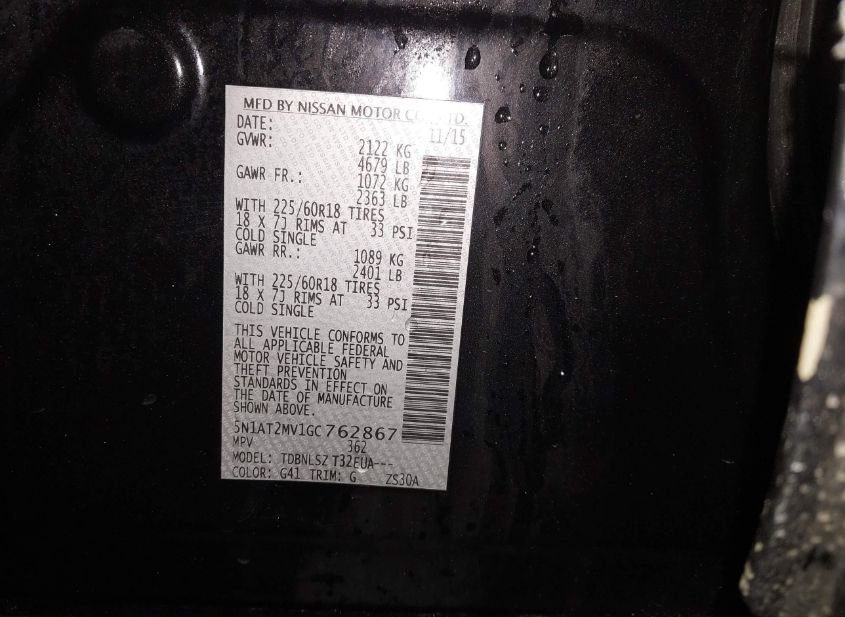 MFD BY NISSAN MOTOR CO., LTD.
DATE: 11/15
GVWR: 2122 KG
4679 LB
GAWR FR.: 1072 KG
2363 LB
WITH 225/60R18 TIRES
18 X 7J RIMS AT 33 PSI
COLD SINGLE
GAWR RR.: 1089 KG
2401 LB
WITH 225/60R18 TIRES
18 X 7J RIMS AT 33 PSI
COLD SINGLE
THIS VEHICLE CONFORMS TO
ALL APPLICABLE FEDERAL
MOTOR VEHICLE SAFETY AND
THEFT PREVENTION
STANDARDS IN EFFECT ON
THE DATE OF MANUFACTURE
SHOWN ABOVE.
5N1AT2MV1GC762867
MPV 362
MODEL: TDBNLSZ T32EUA---
COLOR: G41 TRIM: G ZS30A